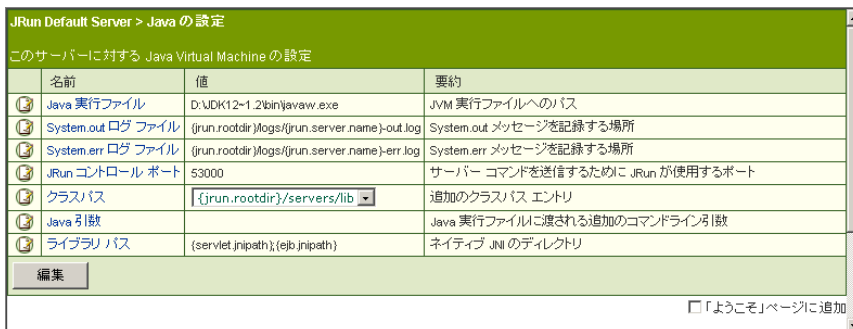 JRun Default Server > Java の設定
このサーバーに対する Java Virtual Machine の設定
名前 値 要約
Java 実行ファイル D:\JDK12~1.2\bin\javaw.exe JVM 実行ファイルへのパス
System.out ログ ファイル {jrun.rootdir}/logs/{jrun.server.name}-out.log System.out メッセージを記録する場所
System.err ログ ファイル {jrun.rootdir}/logs/{jrun.server.name}-err.log System.err メッセージを記録する場所
JRun コントロール ポート 53000 サーバー コマンドを送信するために JRun が使用するポート
クラスパス {jrun.rootdir}/servers/lib 追加のクラスパス エントリ
Java 引数 Java 実行ファイルに渡される追加のコマンドライン引数
ライブラリ パス {servlet.jnipath};{ejb.jnipath} ネイティブ JNI のディレクトリ
編集
「ようこそ」ページに追加